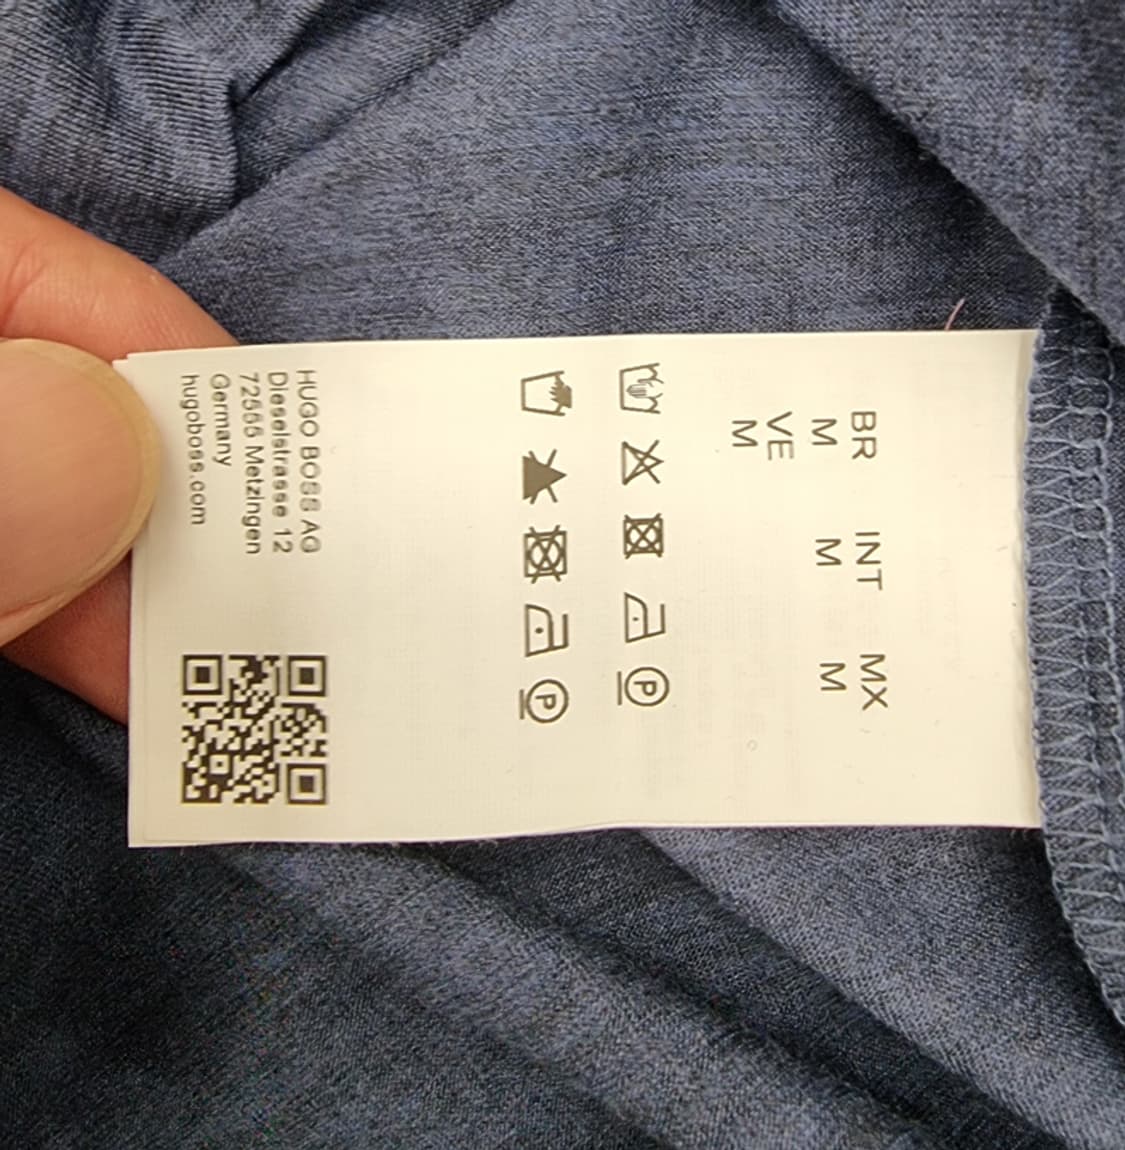 BR INT MX
M M M
VE
M
P
P
HUGO BOSS AG
Dieselstrasse 12
72555 Metzingen
Germany
hugoboss.com